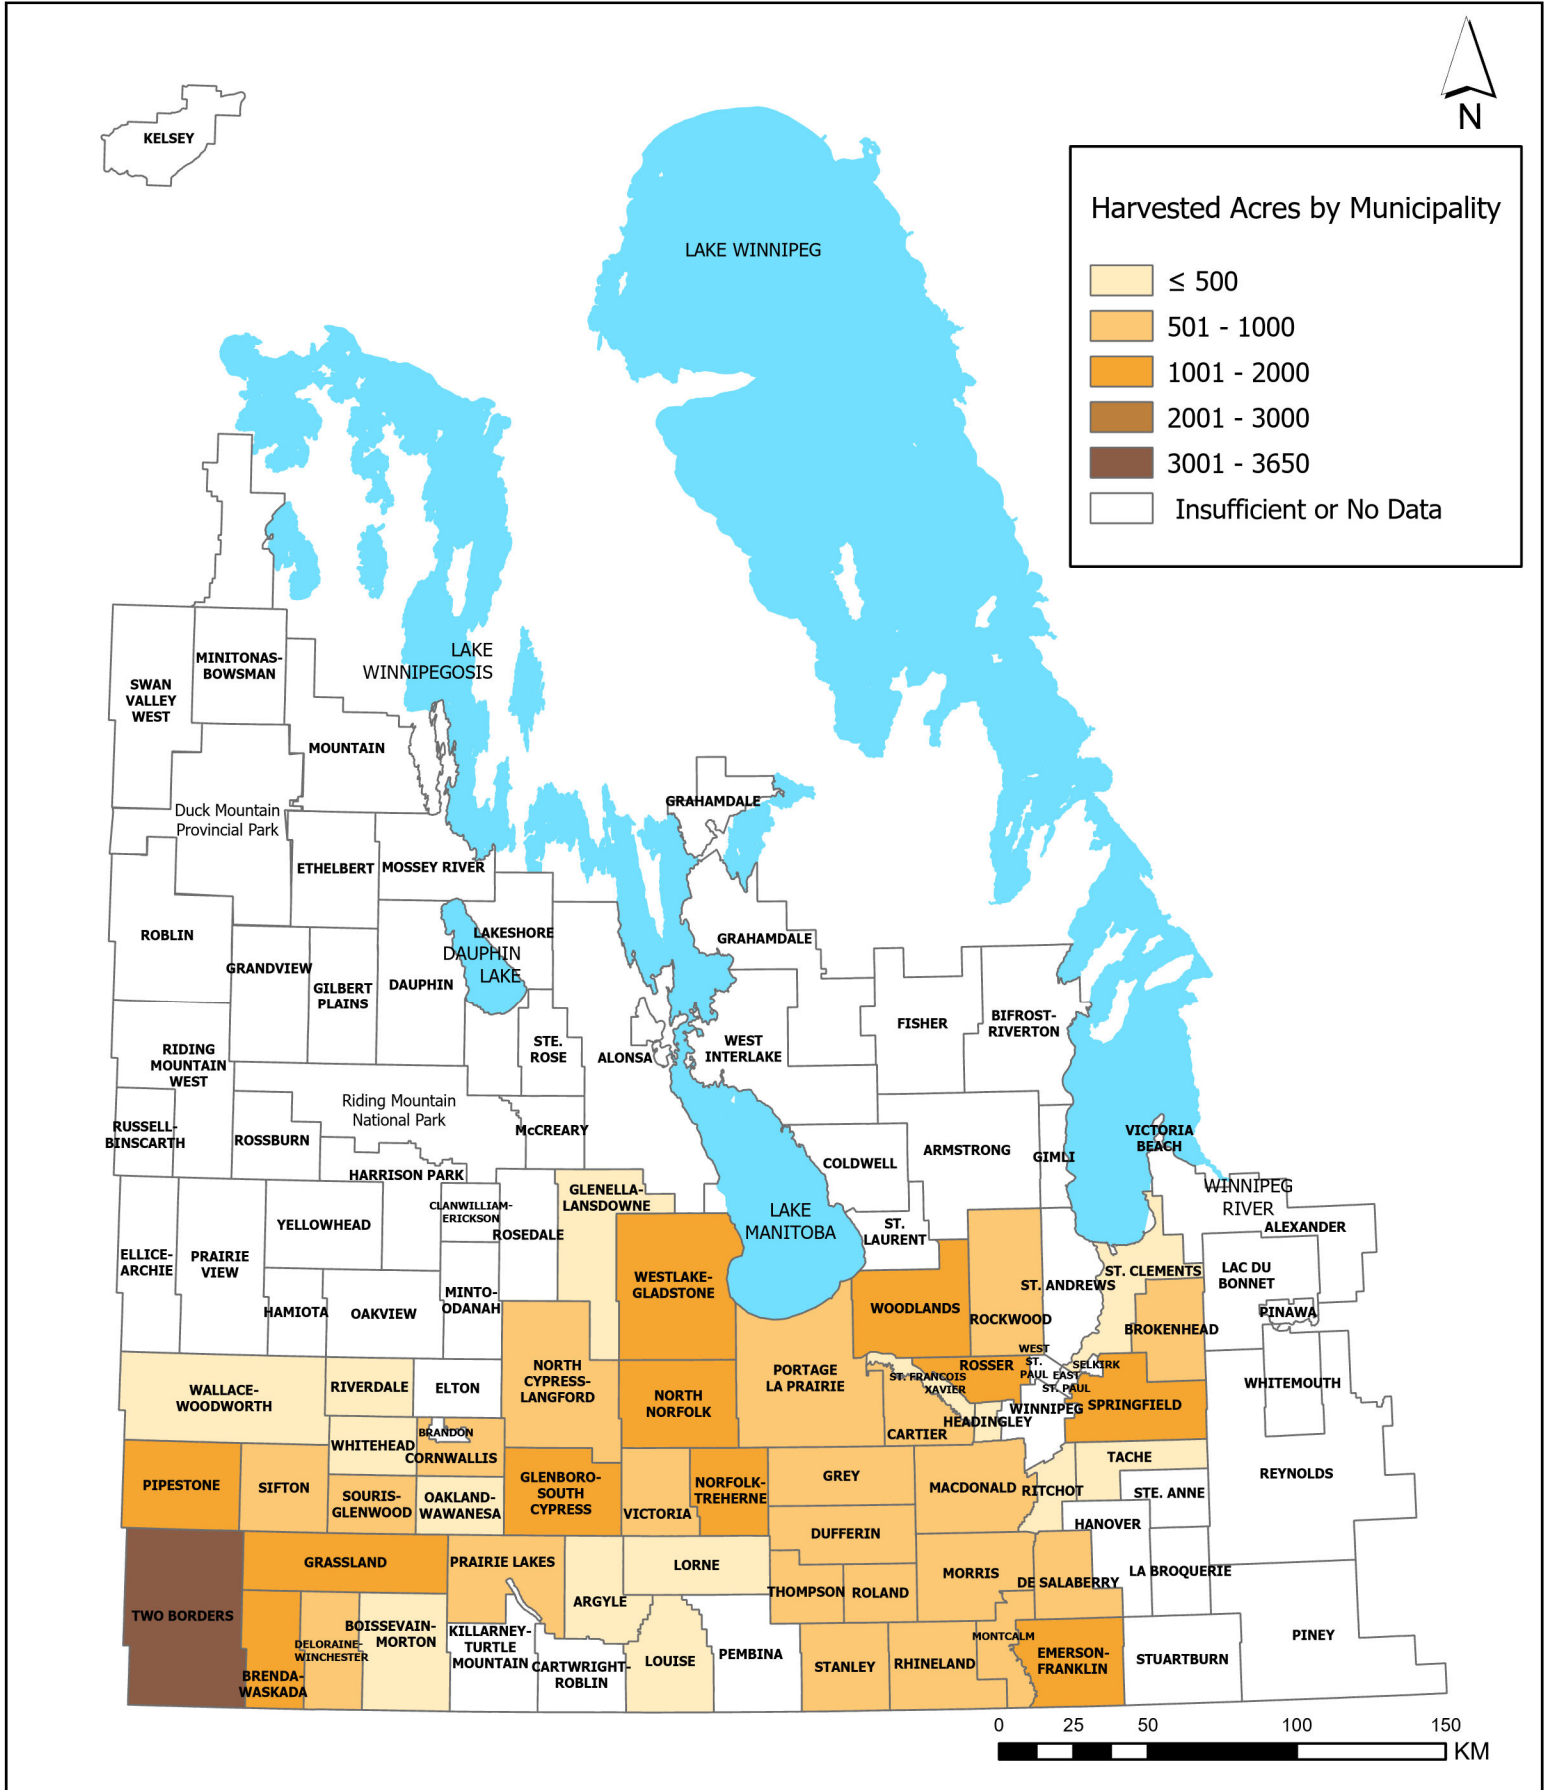 N
KELSEY
LAKE WINNIPEG
Harvested Acres by Municipality
≤ 500
501 - 1000
1001 - 2000
2001 - 3000
3001 - 3650
Insufficient or No Data
LAKE
WINNIPEGOSIS
MINITONAS-
BOWSMAN
SWAN
VALLEY
WEST
MOUNTAIN
Duck Mountain
Provincial Park
GRAHAMDALE
ETHELBERT
MOSSEY RIVER
ROBLIN
LAKESHORE
DAUPHIN
LAKE
GRAHAMDALE
GRANDVIEW
GILBERT
PLAINS
DAUPHIN
FISHER
BIFROST-
RIVERTON
RIDING
MOUNTAIN
WEST
STE.
ROSE
ALONSA
WEST
INTERLAKE
Riding Mountain
National Park
RUSSELL-
BINSCARTH
ROSSBURN
McCREARY
VICTORIA
BEACH
HARRISON PARK
COLDWELL
ARMSTRONG
GIMLI
GLENELLA-
LANSDOWNE
WINNIPEG
RIVER
CLANWILLIAM-
ERICKSON
YELLOWHEAD
ROSEDALE
LAKE
MANITOBA
ST.
LAURENT
ALEXANDER
ELLICE-
ARCHIE
PRAIRIE
VIEW
WESTLAKE-
GLADSTONE
ST. ANDREWS
ST. CLEMENTS
LAC DU
BONNET
HAMIOTA
OAKVIEW
MINTO-
ODANAH
WOODLANDS
ROCKWOOD
PINAWA
BROKENHEAD
WALLACE-
WOODWORTH
RIVERDALE
ELTON
NORTH
CYPRESS-
LANGFORD
PORTAGE
LA PRAIRIE
ST. FRANCOIS
XAVIER
ROSSER
WEST
ST.
PAUL
EAST
ST. PAUL
SELKIRK
WHITEMOUTH
NORTH
NORFOLK
WINNIPEG
SPRINGFIELD
HEADINGLEY
CARTIER
WHITEHEAD
BRANDON
CORNWALLIS
TACHE
PIPESTONE
SIFTON
SOURIS-
GLENWOOD
OAKLAND-
WAWANESA
GLENBORO-
SOUTH
CYPRESS
VICTORIA
NORFOLK-
TREHERNE
GREY
MACDONALD
RITCHOT
STE. ANNE
REYNOLDS
HANOVER
DUFFERIN
GRASSLAND
PRAIRIE LAKES
LORNE
MORRIS
DE SALABERRY
LA BROQUERIE
TWO BORDERS
ARGYLE
THOMPSON
ROLAND
BOISSEVAIN-
MORTON
DELORAINE-
WINCHESTER
KILLARNEY-
TURTLE
MOUNTAIN
MONTCALM
PINEY
BRENDA-
WASKADA
CARTWRIGHT-
ROBLIN
LOUISE
PEMBINA
STANLEY
RHINELAND
EMERSON-
FRANKLIN
STUARTBURN
0 25 50 100 150
KM